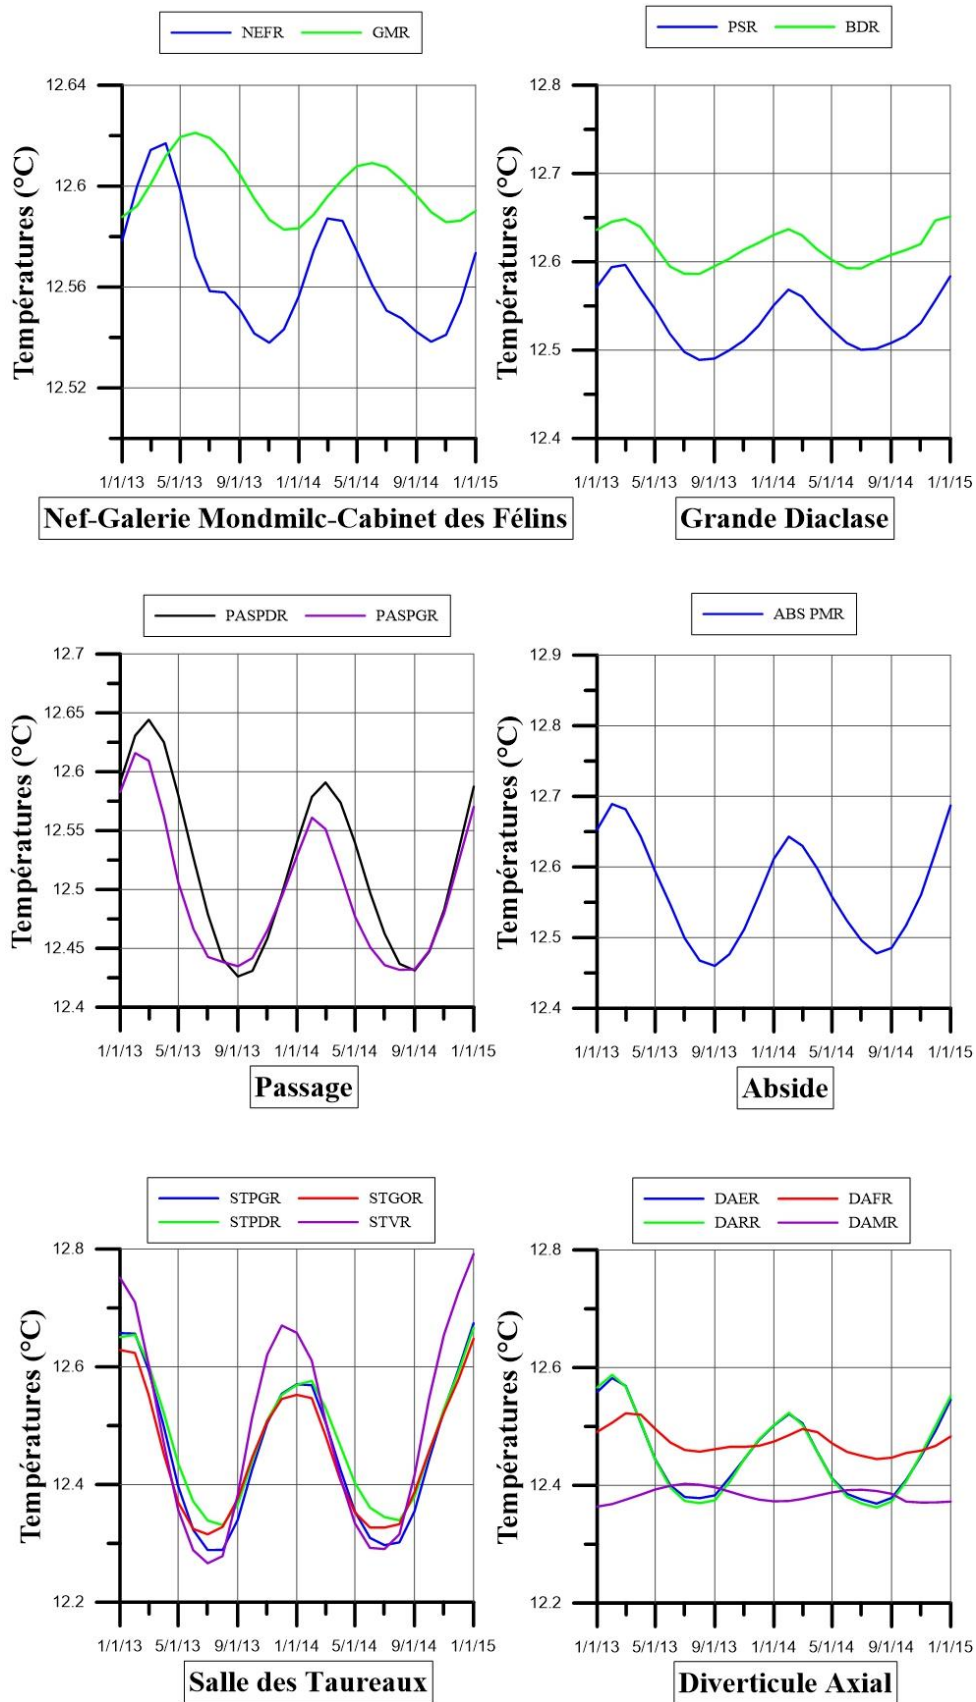 NEFR GMR
Températures (°C)
12.64
12.6
12.56
12.52
1/1/13 5/1/13 9/1/13 1/1/14 5/1/14 9/1/14 1/1/15
Nef-Galerie Mondmilc-Cabinet des Félins
PSR BDR
Températures (°C)
12.8
12.7
12.6
12.5
12.4
1/1/13 5/1/13 9/1/13 1/1/14 5/1/14 9/1/14 1/1/15
Grande Diaclase
PASPDR PASPGR
Températures (°C)
12.7
12.65
12.6
12.55
12.5
12.45
12.4
1/1/13 5/1/13 9/1/13 1/1/14 5/1/14 9/1/14 1/1/15
Passage
ABS PMR
Températures (°C)
12.9
12.8
12.7
12.6
12.5
12.4
1/1/13 5/1/13 9/1/13 1/1/14 5/1/14 9/1/14 1/1/15
Abside
STPGR STGOR
STPDR STVR
Températures (°C)
12.8
12.6
12.4
12.2
1/1/13 5/1/13 9/1/13 1/1/14 5/1/14 9/1/14 1/1/15
Salle des Taureaux
DAER DAFR
DARR DAMR
Températures (°C)
12.8
12.6
12.4
12.2
1/1/13 5/1/13 9/1/13 1/1/14 5/1/14 9/1/14 1/1/15
Diverticule Axial